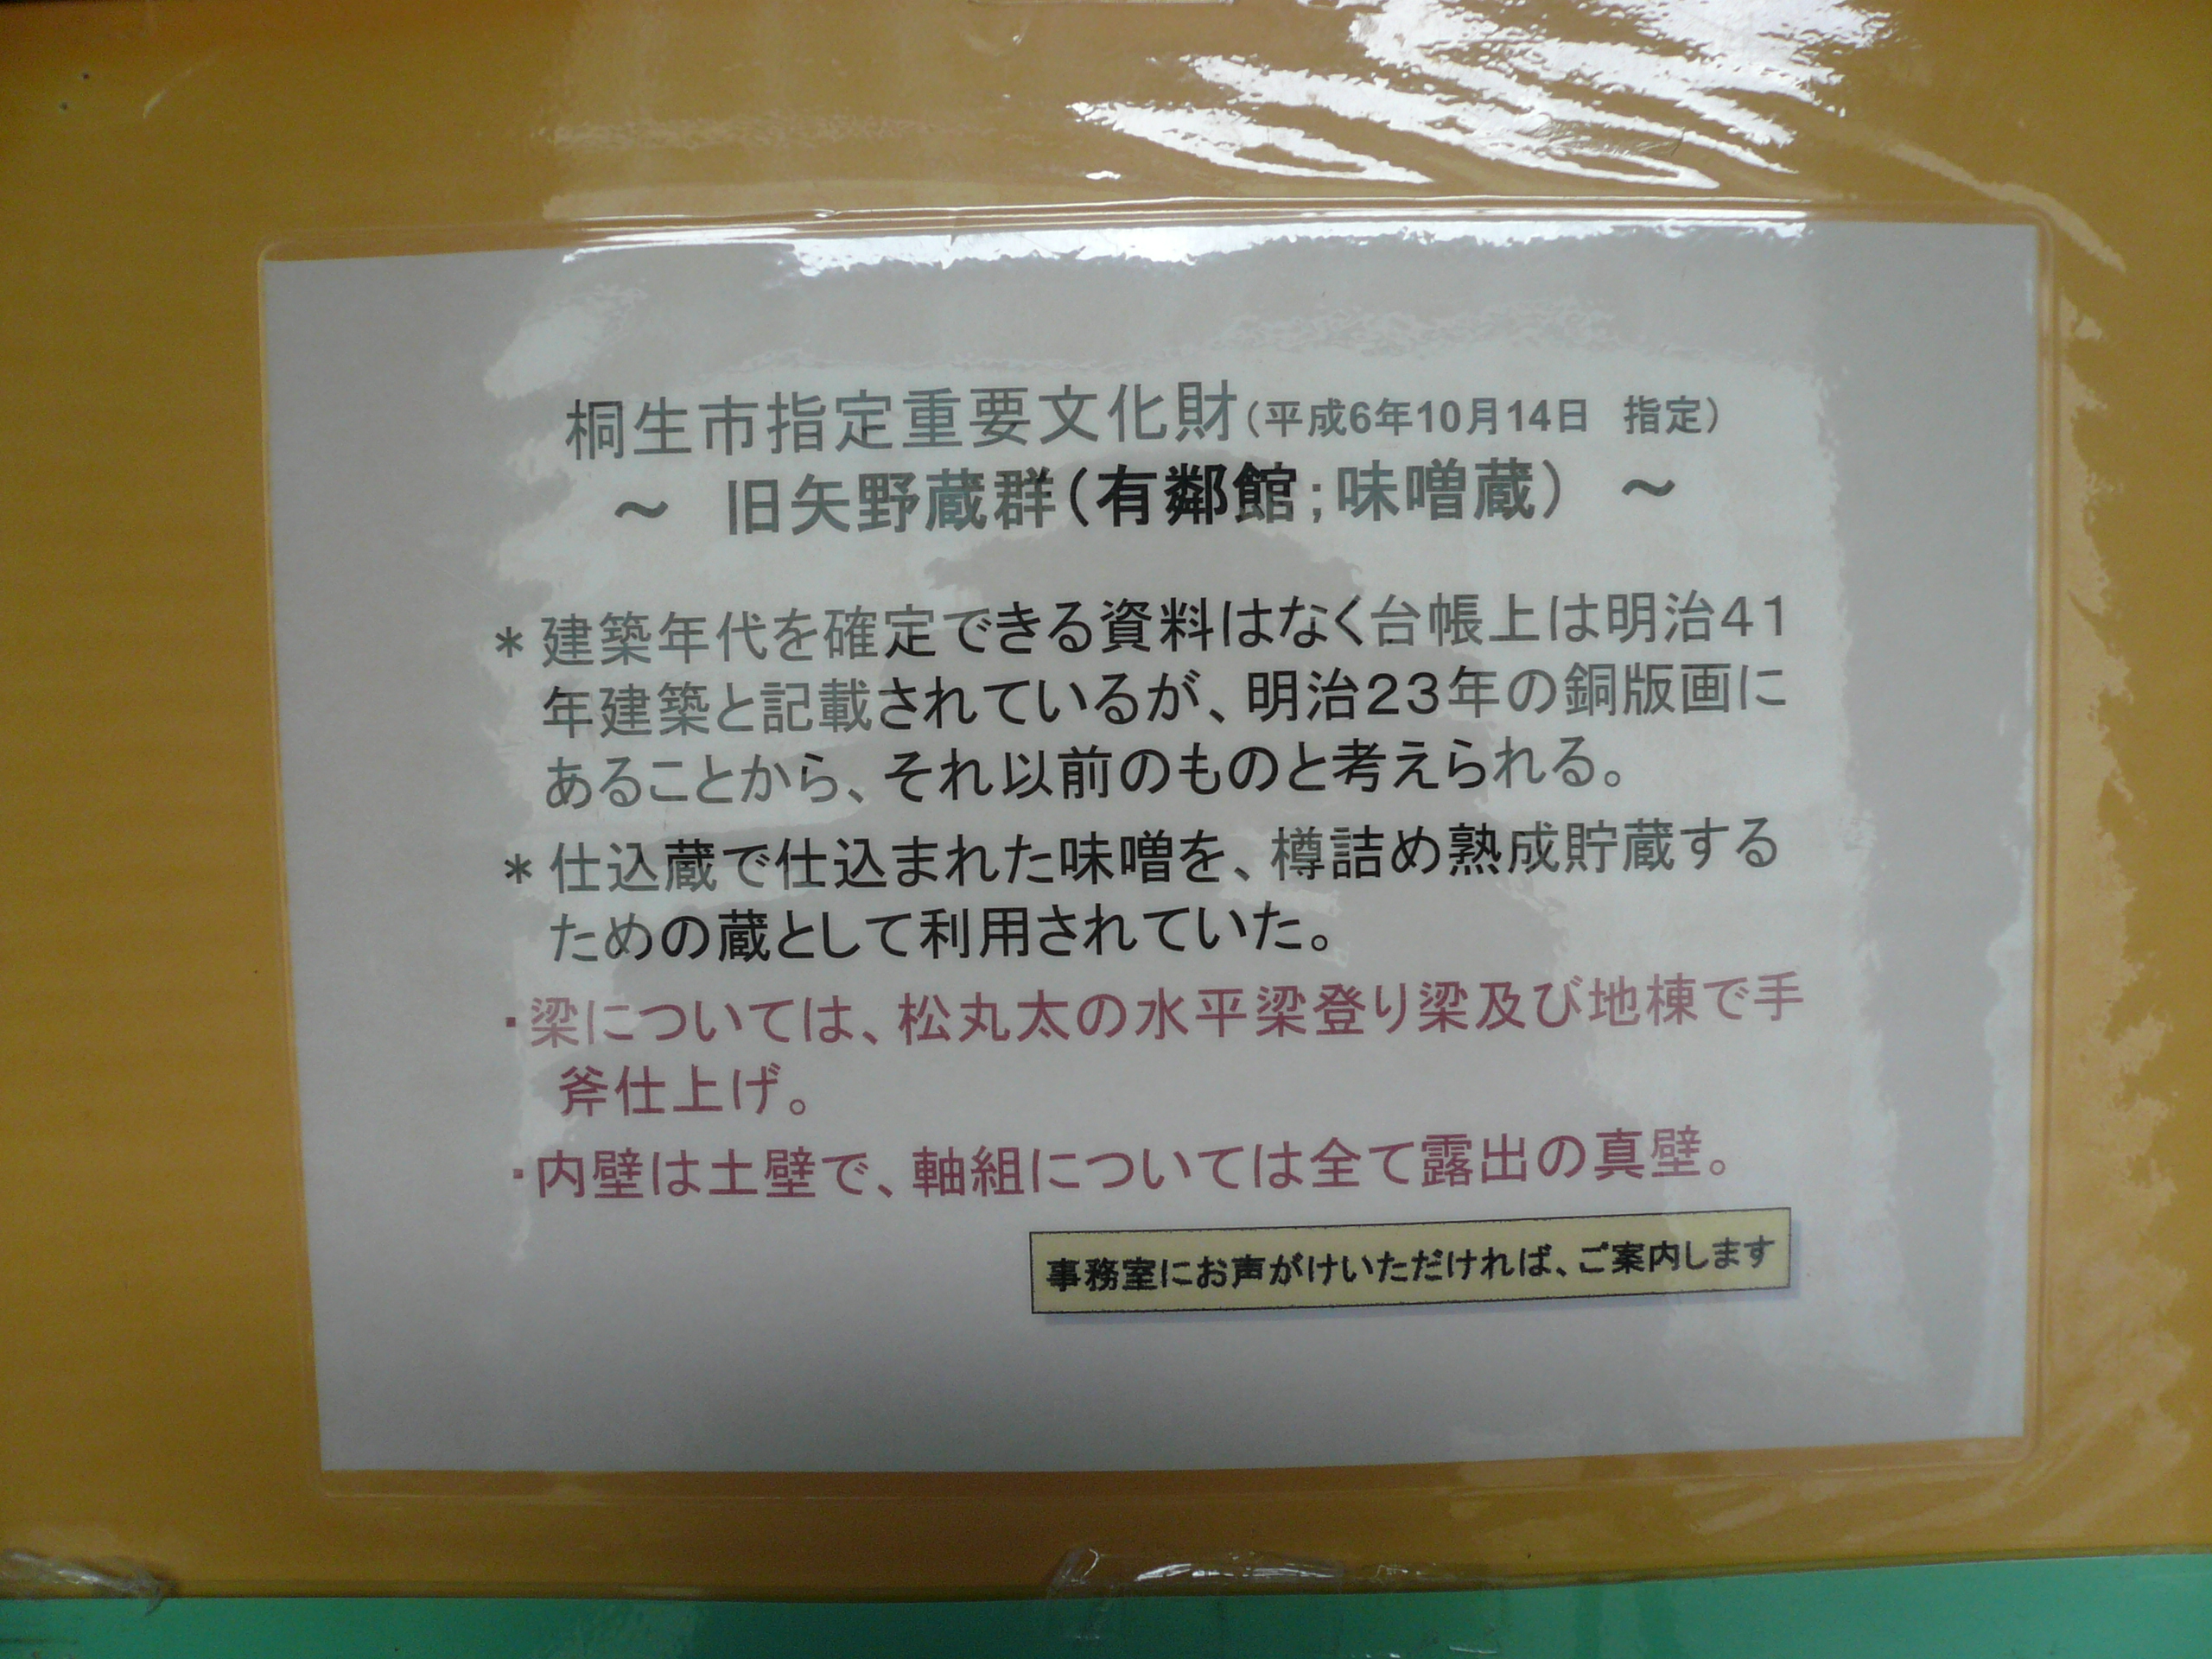 桐生市指定重要文化財(平成6年10月14日　指定)
～　旧矢野蔵群(有鄰館;味噌蔵)　～
＊建築年代を確定できる資料はなく台帳上は明治41
年建築と記載されているが、明治23年の銅版画に
あることから、それ以前のものと考えられる。
＊仕込蔵で仕込まれた味噌を、樽詰め熟成貯蔵する
ための蔵として利用されていた。
・梁については、松丸太の水平梁登り梁及び地棟で手
斧仕上げ。
・内壁は土壁で、軸組については全て露出の真壁。
事務室にお声がけいただければ、ご案内します